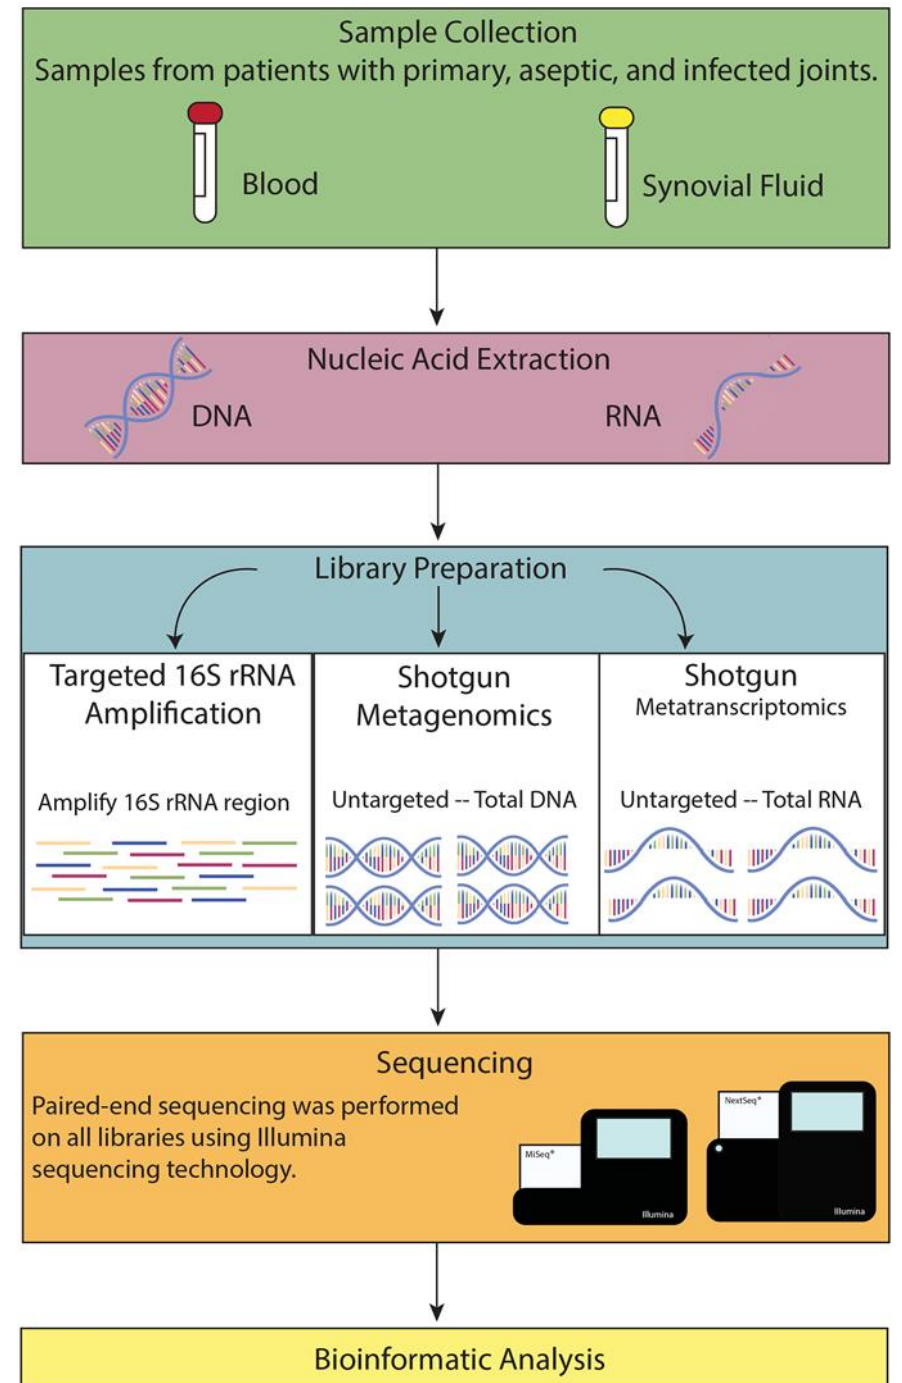 Sample Collection
Samples from patients with primary, aseptic, and infected joints.
Blood
Synovial Fluid
Nucleic Acid Extraction
DNA
RNA
Library Preparation
Targeted 16S rRNA
Amplification
Amplify 16S rRNA region
Shotgun
Metagenomics
Untargeted -- Total DNA
Shotgun
Metatranscriptomics
Untargeted -- Total RNA
Sequencing
Paired-end sequencing was performed
on all libraries using Illumina
sequencing technology.
MiSeq*
Illumina
NextSeq*
Illumina
Bioinformatic Analysis